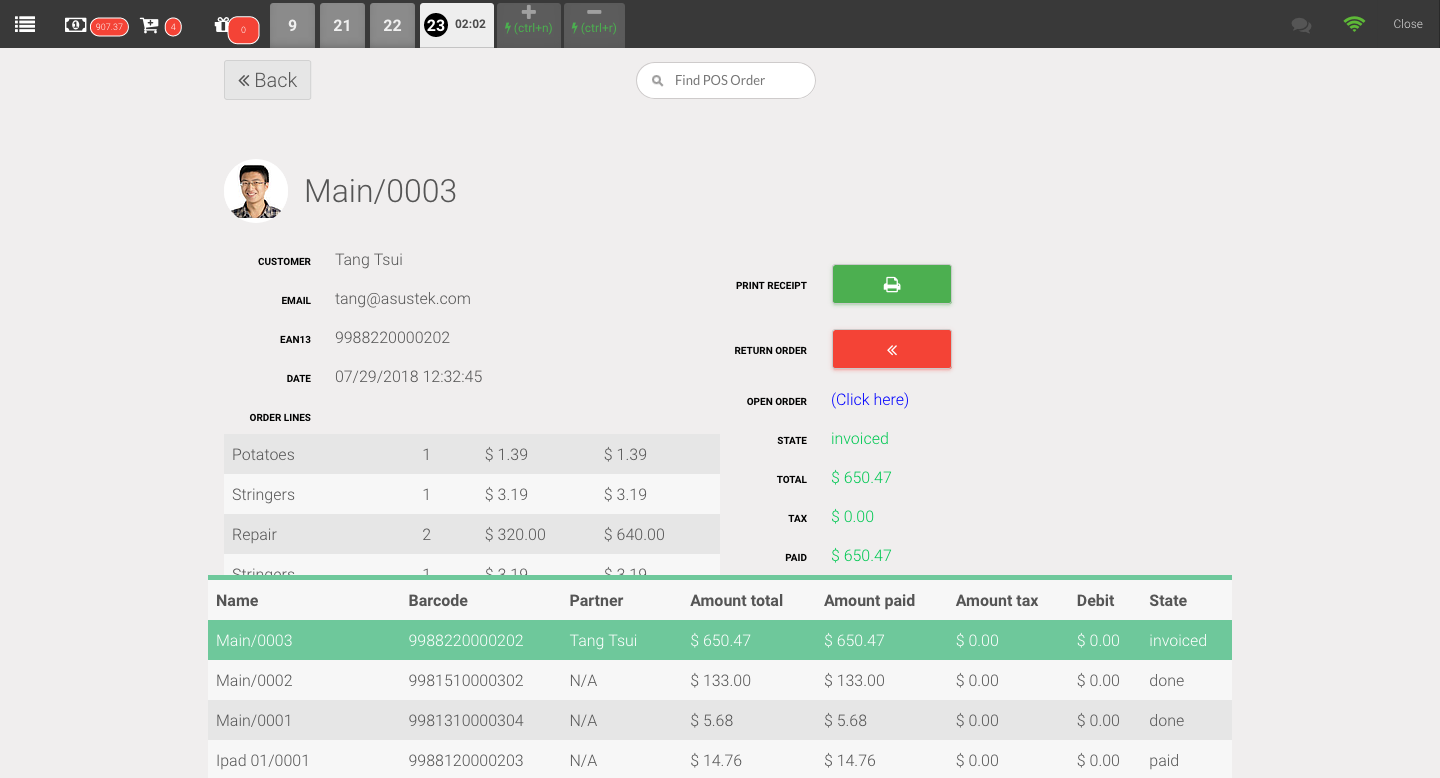 907.37 4 0 9 21 22 23 02:02 (ctrl+n) (ctrl+r) Close
Back
Find POS Order
Main/0003
CUSTOMER Tang Tsui
EMAIL tang@asustek.com
EAN13 9988220000202
DATE 07/29/2018 12:32:45
ORDER LINES
Potatoes 1 $ 1.39 $ 1.39
Stringers 1 $ 3.19 $ 3.19
Repair 2 $ 320.00 $ 640.00
Stringers 1 $ 3.19 $ 3.19
PRINT RECEIPT
RETURN ORDER
OPEN ORDER (Click here)
STATE invoiced
TOTAL $ 650.47
TAX $ 0.00
PAID $ 650.47
Name Barcode Partner Amount total Amount paid Amount tax Debit State
Main/0003 9988220000202 Tang Tsui $ 650.47 $ 650.47 $ 0.00 $ 0.00 invoiced
Main/0002 9981510000302 N/A $ 133.00 $ 133.00 $ 0.00 $ 0.00 done
Main/0001 9981310000304 N/A $ 5.68 $ 5.68 $ 0.00 $ 0.00 done
Ipad 01/0001 9988120000203 N/A $ 14.76 $ 14.76 $ 0.00 $ 0.00 paid